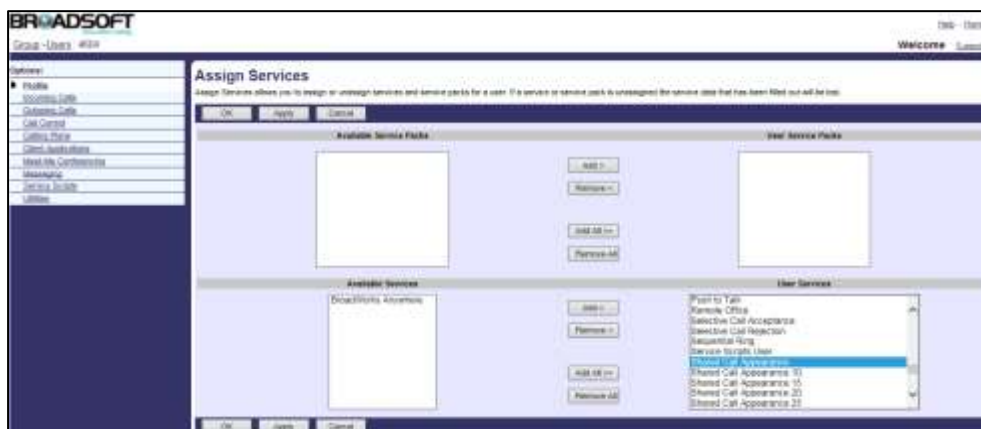 BROADSOFT
Help
Group
Users
Welcome
Options:
Profile
Incoming Calls
Outgoing Calls
Call Control
Calling Plans
Client Applications
Meet-Me Conferencing
Messaging
Service Scripts
Utilities
Assign Services
Assign Services allows you to assign or unassign services and service packs for a user. If a service or service pack is unassigned the service data that has been filled out will be lost.
OK Apply Cancel
Available Service Packs User Service Packs
Add >
Remove <
Add All >>
Remove All
Available Services User Services
BroadWorks Anywhere
Add >
Remove <
Add All >>
Remove All
Push to Talk
Remote Office
Selective Call Acceptance
Selective Call Rejection
Sequential Ring
Service Scripts User
Shared Call Appearance
Shared Call Appearance 10
Shared Call Appearance 15
Shared Call Appearance 20
Shared Call Appearance 25
OK Apply Cancel